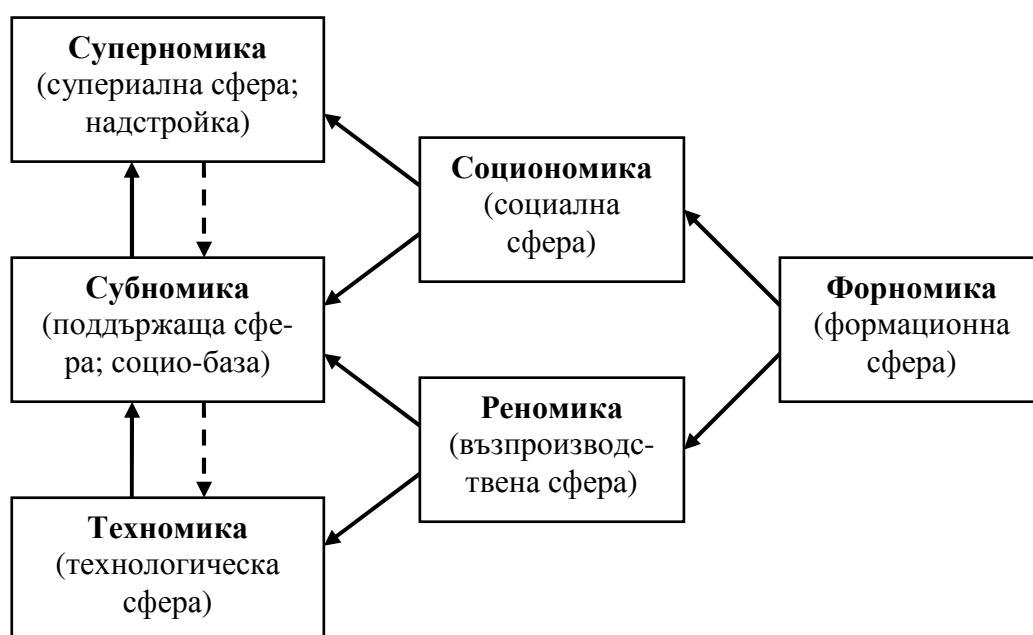 Суперномика
(супериална сфера;
надстройка)
Социономика
(социална
сфера)
Субномика
(поддържаща сфе-
ра; социо-база)
Форномика
(формационна
сфера)
Реномика
(възпроизводс-
твена сфера)
Техномика
(технологическа
сфера)